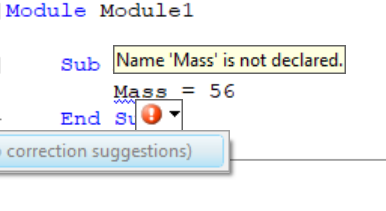 Module Module1
Sub
Name 'Mass' is not declared.
Mass = 56
End Su
correction suggestions)